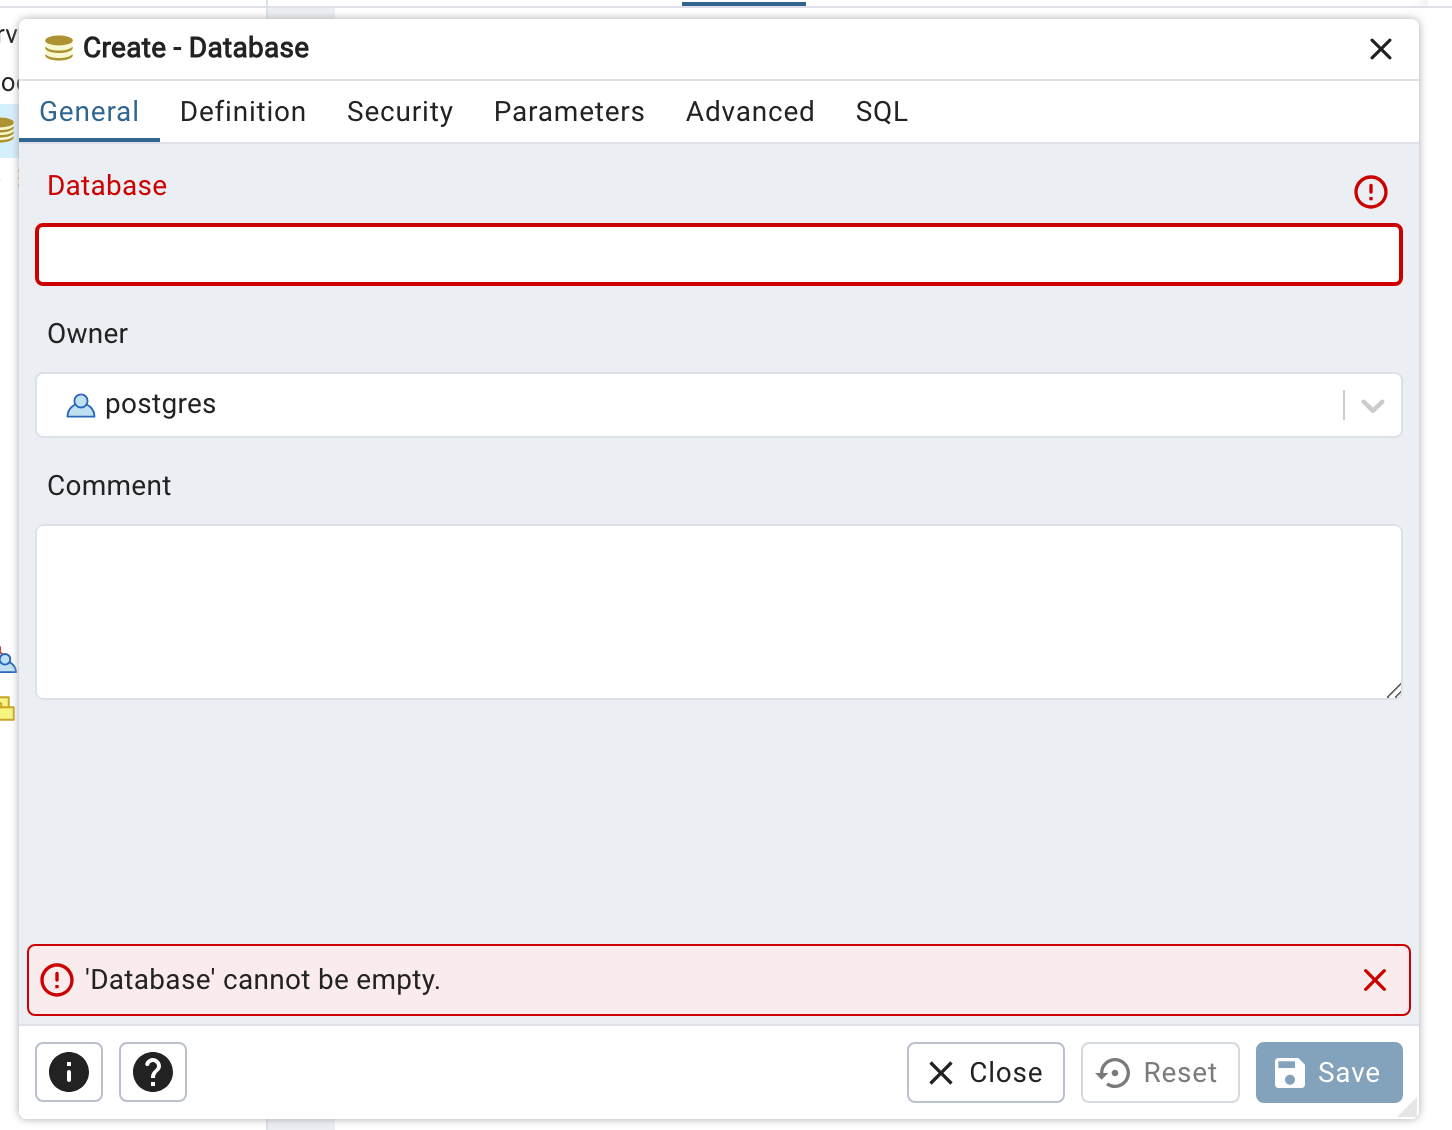 Create - Database
General Definition Security Parameters Advanced SQL
Database
Owner
postgres
Comment
'Database' cannot be empty.
Close Reset Save